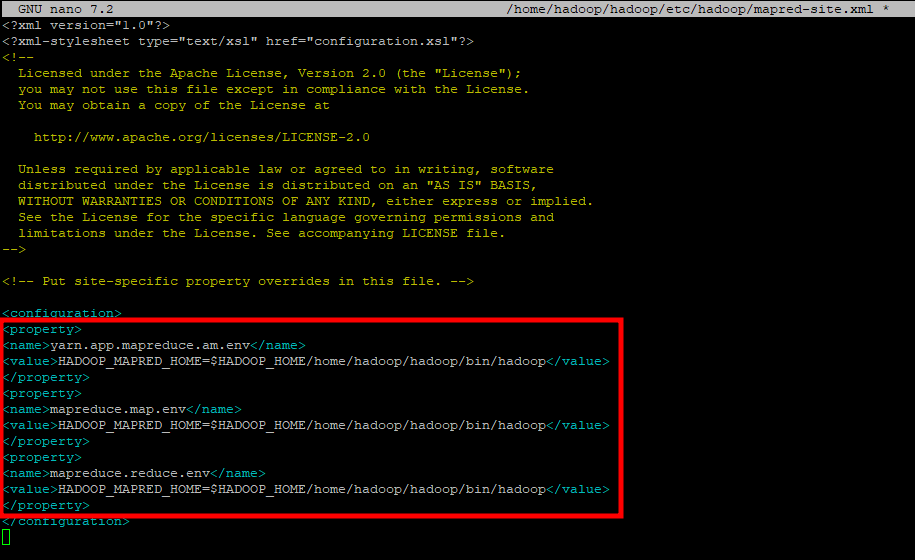 GNU nano 7.2 /home/hadoop/hadoop/etc/hadoop/mapred-site.xml *
<?xml version="1.0"?>
<?xml-stylesheet type="text/xsl" href="configuration.xsl"?>
<!--
Licensed under the Apache License, Version 2.0 (the "License");
you may not use this file except in compliance with the License.
You may obtain a copy of the License at
http://www.apache.org/licenses/LICENSE-2.0
Unless required by applicable law or agreed to in writing, software
distributed under the License is distributed on an "AS IS" BASIS,
WITHOUT WARRANTIES OR CONDITIONS OF ANY KIND, either express or implied.
See the License for the specific language governing permissions and
limitations under the License. See accompanying LICENSE file.
-->
<!-- Put site-specific property overrides in this file. -->
<configuration>
<property>
<name>yarn.app.mapreduce.am.env</name>
<value>HADOOP_MAPRED_HOME=$HADOOP_HOME/home/hadoop/hadoop/bin/hadoop</value>
</property>
<property>
<name>mapreduce.map.env</name>
<value>HADOOP_MAPRED_HOME=$HADOOP_HOME/home/hadoop/hadoop/bin/hadoop</value>
</property>
<property>
<name>mapreduce.reduce.env</name>
<value>HADOOP_MAPRED_HOME=$HADOOP_HOME/home/hadoop/hadoop/bin/hadoop</value>
</property>
</configuration>